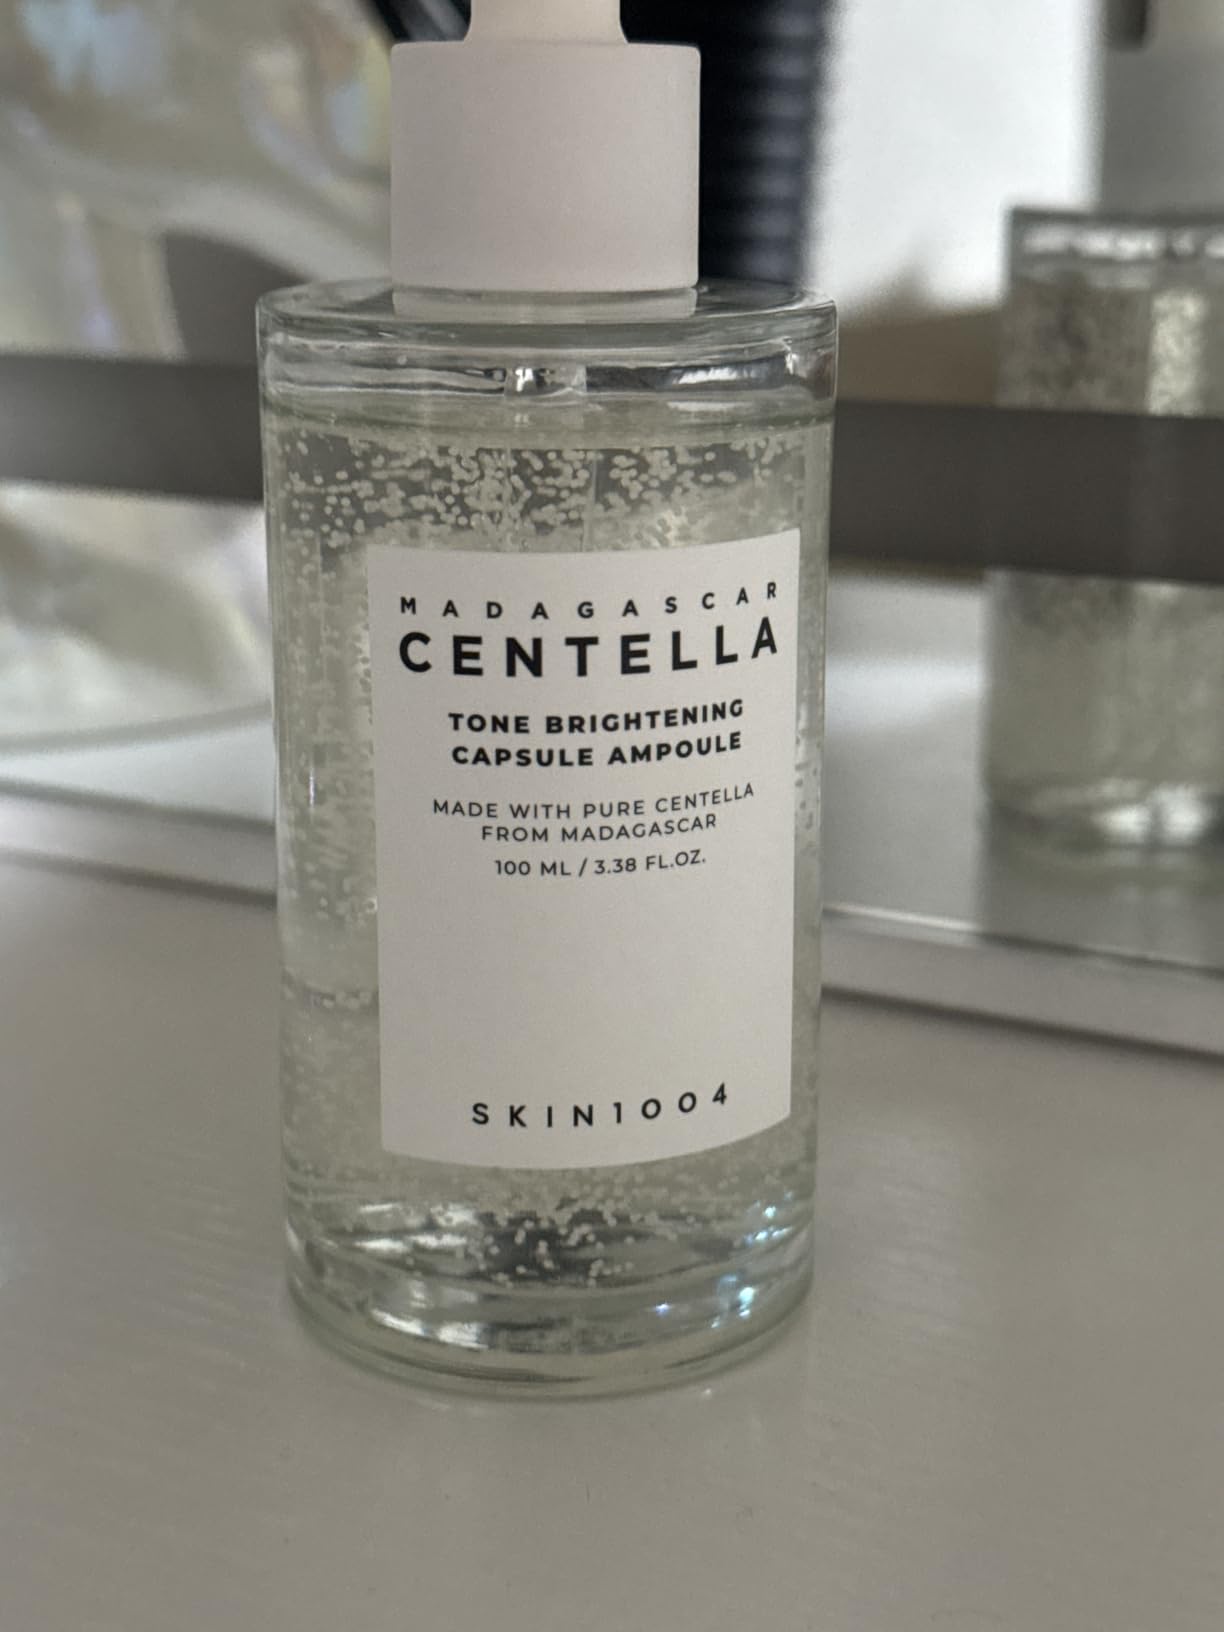 MADAGASCAR
CENTELLA
TONE BRIGHTENING
CAPSULE AMPOULE
MADE WITH PURE CENTELLA
FROM MADAGASCAR
100 ML / 3.38 FL.OZ.
SKIN1004